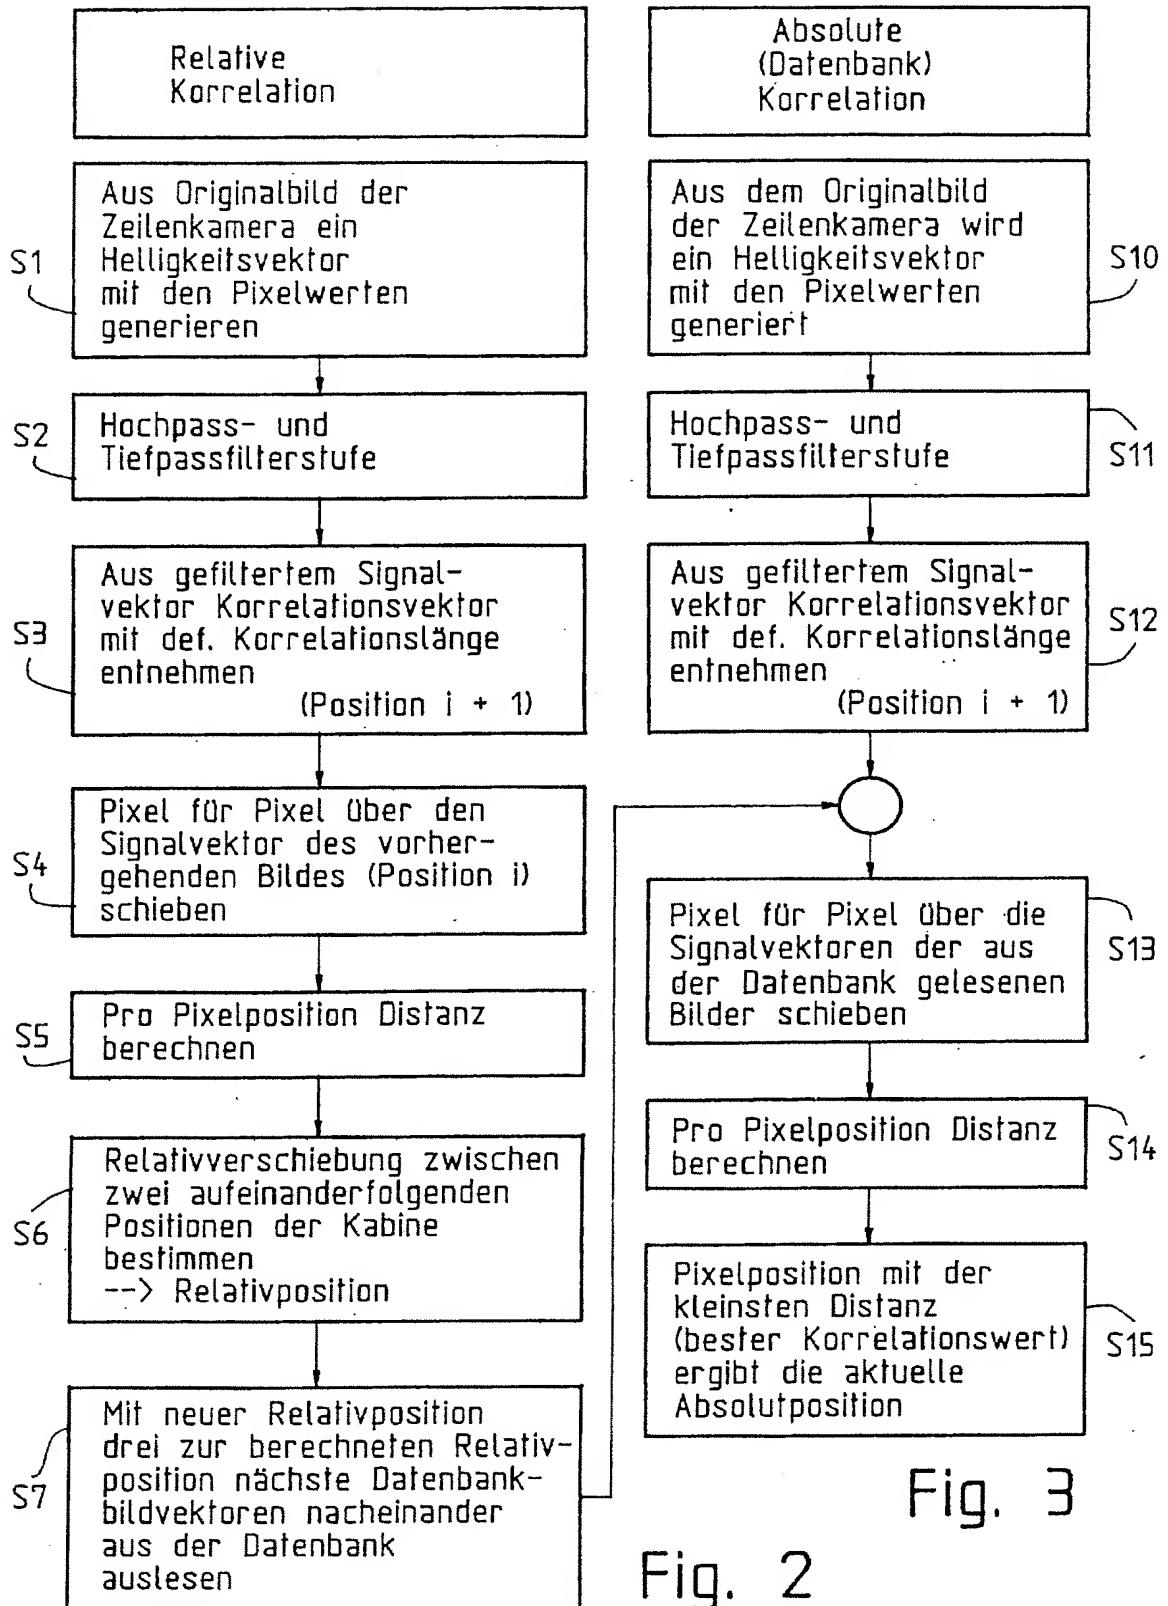 Relative
Korrelation
S1
Aus Originalbild der
Zeilenkamera ein
Helligkeitsvektor
mit den Pixelwerten
generieren
S2
Hochpass- und
Tiefpassfilterstufe
S3
Aus gefiltertem Signal-
vektor Korrelationsvektor
mit def. Korrelationslänge
entnehmen
(Position i + 1)
S4
Pixel für Pixel über den
Signalvektor des vorher-
gehenden Bildes (Position i)
schieben
S5
Pro Pixelposition Distanz
berechnen
S6
Relativverschiebung zwischen
zwei aufeinanderfolgenden
Positionen der Kabine
bestimmen
--> Relativposition
S7
Mit neuer Relativposition
drei zur berechneten Relativ-
position nächste Datenbank-
bildvektoren nacheinander
aus der Datenbank
auslesen
Fig. 2
Absolute
(Datenbank)
Korrelation
Aus dem Originalbild
der Zeilenkamera wird
ein Helligkeitsvektor
mit den Pixelwerten
generiert
S10
Hochpass- und
Tiefpassfilterstufe
S11
Aus gefiltertem Signal-
vektor Korrelationsvektor
mit def. Korrelationslänge
entnehmen
(Position i + 1)
S12
Pixel für Pixel über die
Signalvektoren der aus
der Datenbank gelesenen
Bilder schieben
S13
Pro Pixelposition Distanz
berechnen
S14
Pixelposition mit der
kleinsten Distanz
(bester Korrelationswert)
ergibt die aktuelle
Absolutposition
S15
Fig. 3